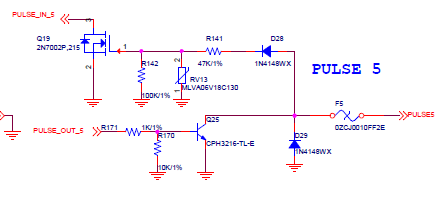 PULSE_IN_5
3
Q19
2N7002P,215
1
2
R141
47K/1%
D28
1N4148WX
R142
100K/1%
RV13
MLVA06V18C130
PULSE 5
F5
0ZCJ0010FF2E
PULSE5
PULSE_OUT_5
R171
1K/1%
R170
10K/1%
Q25
CPH3216-TL-E
D29
1N4148WX